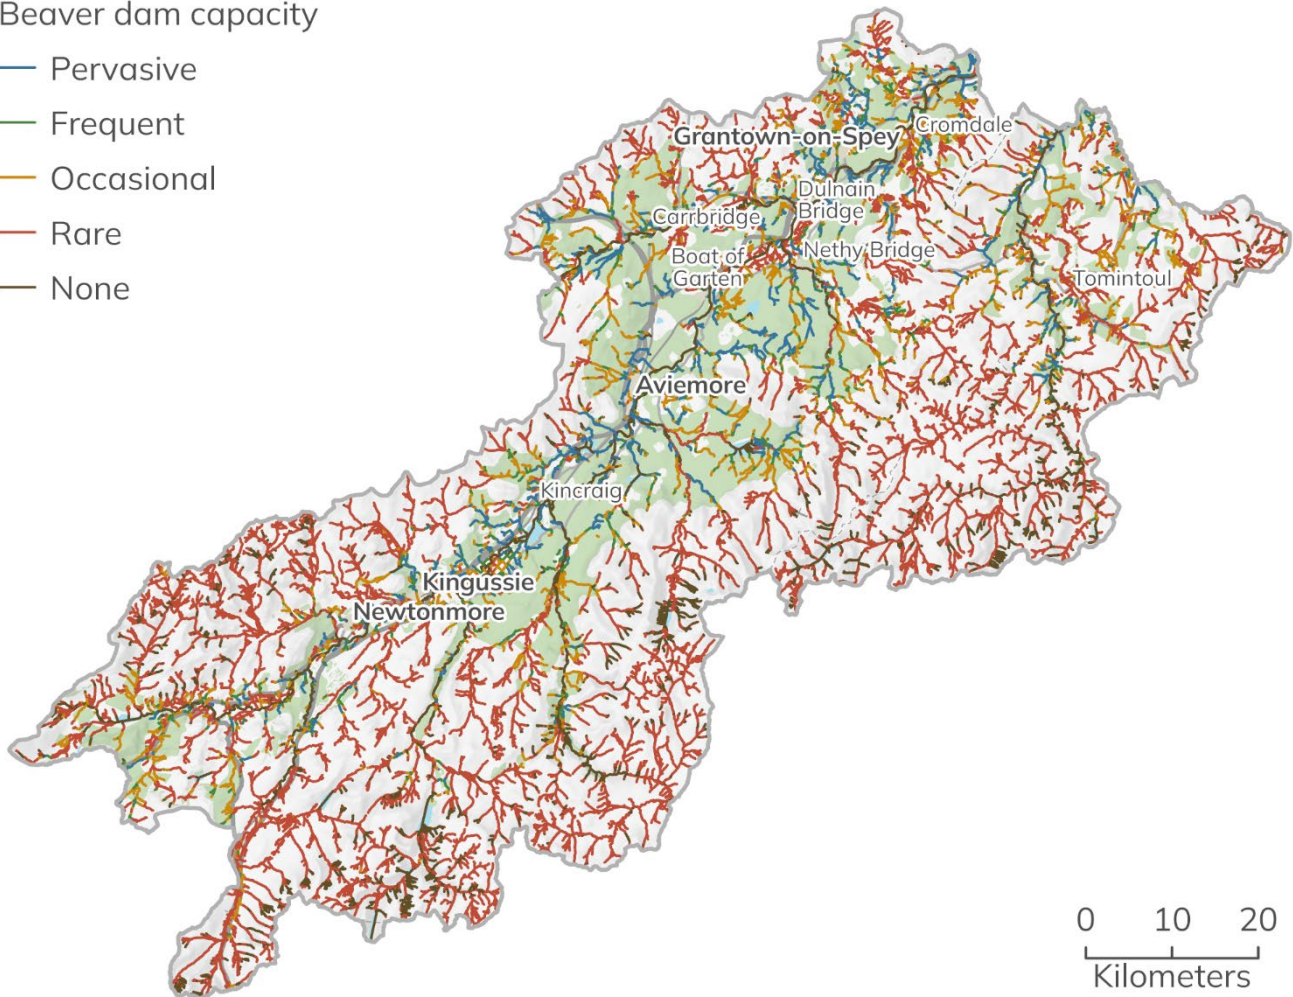 Beaver dam capacity
Pervasive
Frequent
Occasional
Rare
None
Grantown-on-Spey
Cromdale
Dulnain
Bridge
Carrbridge
Boat of
Garten
Nethy Bridge
Tomintoul
Aviemore
Kincraig
Kingussie
Newtonmore
0 10 20
Kilometers